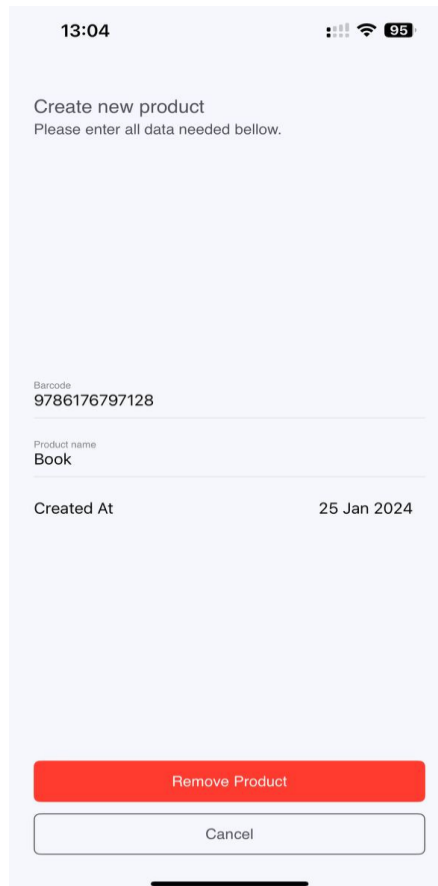 13:04
95
Create new product
Please enter all data needed bellow.
Barcode
9786176797128
Product name
Book
Created At 25 Jan 2024
Remove Product
Cancel